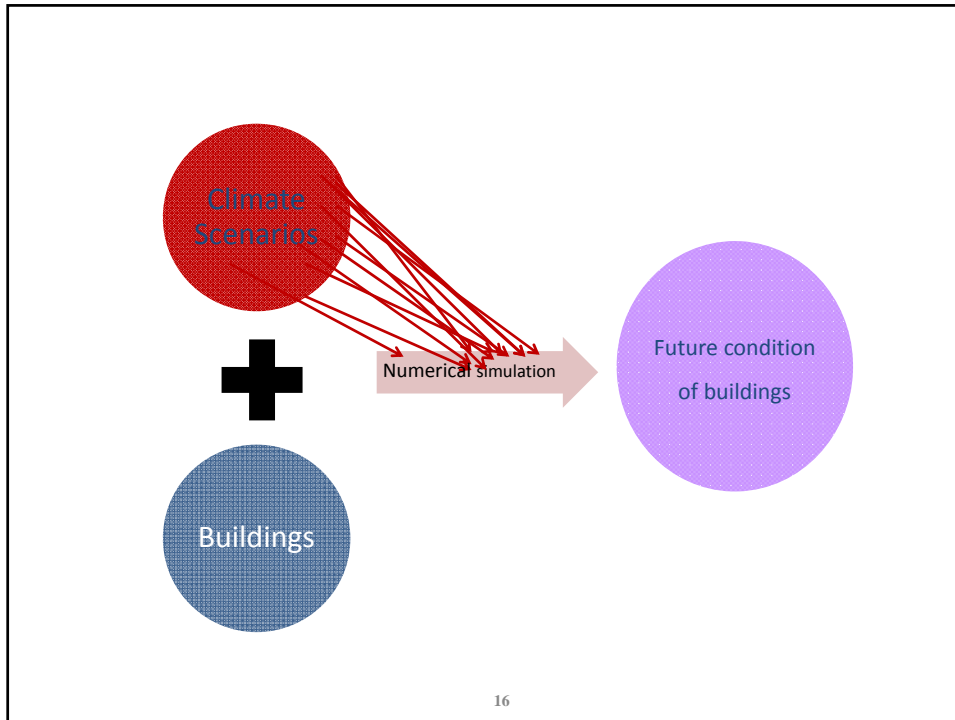 Climate
Scenarios
Numerical simulation
Future condition
of buildings
Buildings
16